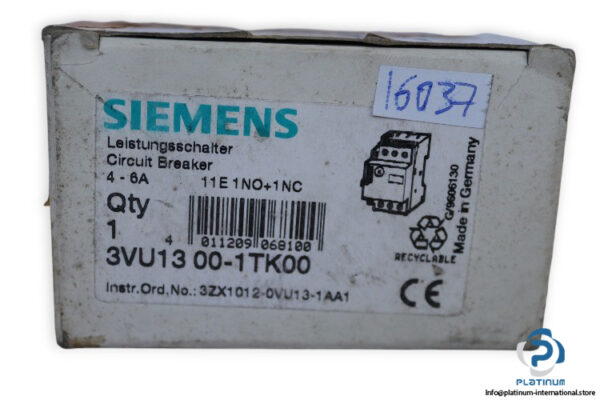 16037
SIEMENS
Leistungsschalter
Circuit Breaker
4 - 6A 11E 1NO+1NC
Qty
1
4 011209 068100
3VU13 00-1TK00
Instr.Ord.No.: 3ZX1012-0VU13-1AA1
RECYCLABLE
G/9606130
Made in Germany
CE
PLATINUM
Info@platinum-international.store